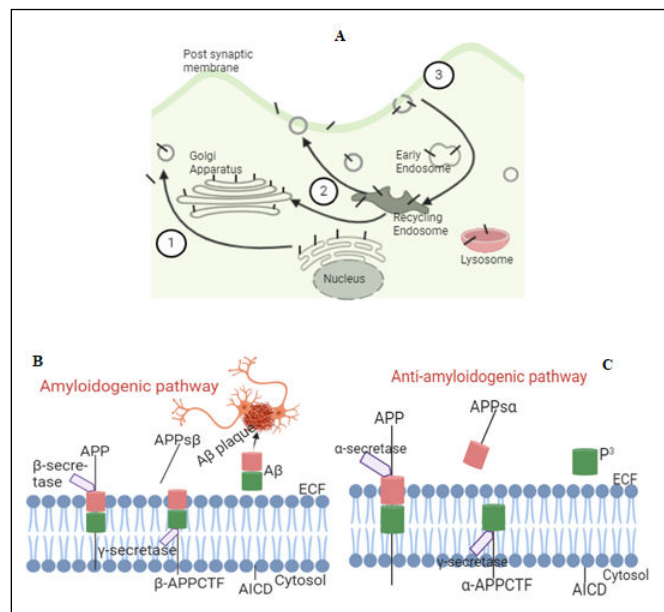 A
Post synaptic
membrane
3
Golgi
Apparatus
Early
Endosome
2
Recycling
Endosome
1
Lysosome
Nucleus
B
Amyloidogenic pathway
Aβ plaque
APPsβ
APP
β-secre-
tase
Aβ
ECF
γ-secretase
β-APPCTF
AICD
Cytosol
C
Anti-amyloidogenic pathway
APP
APPsα
α-secretase
P³
ECF
γ-secretase
α-APPCTF
AICD
Cytosol